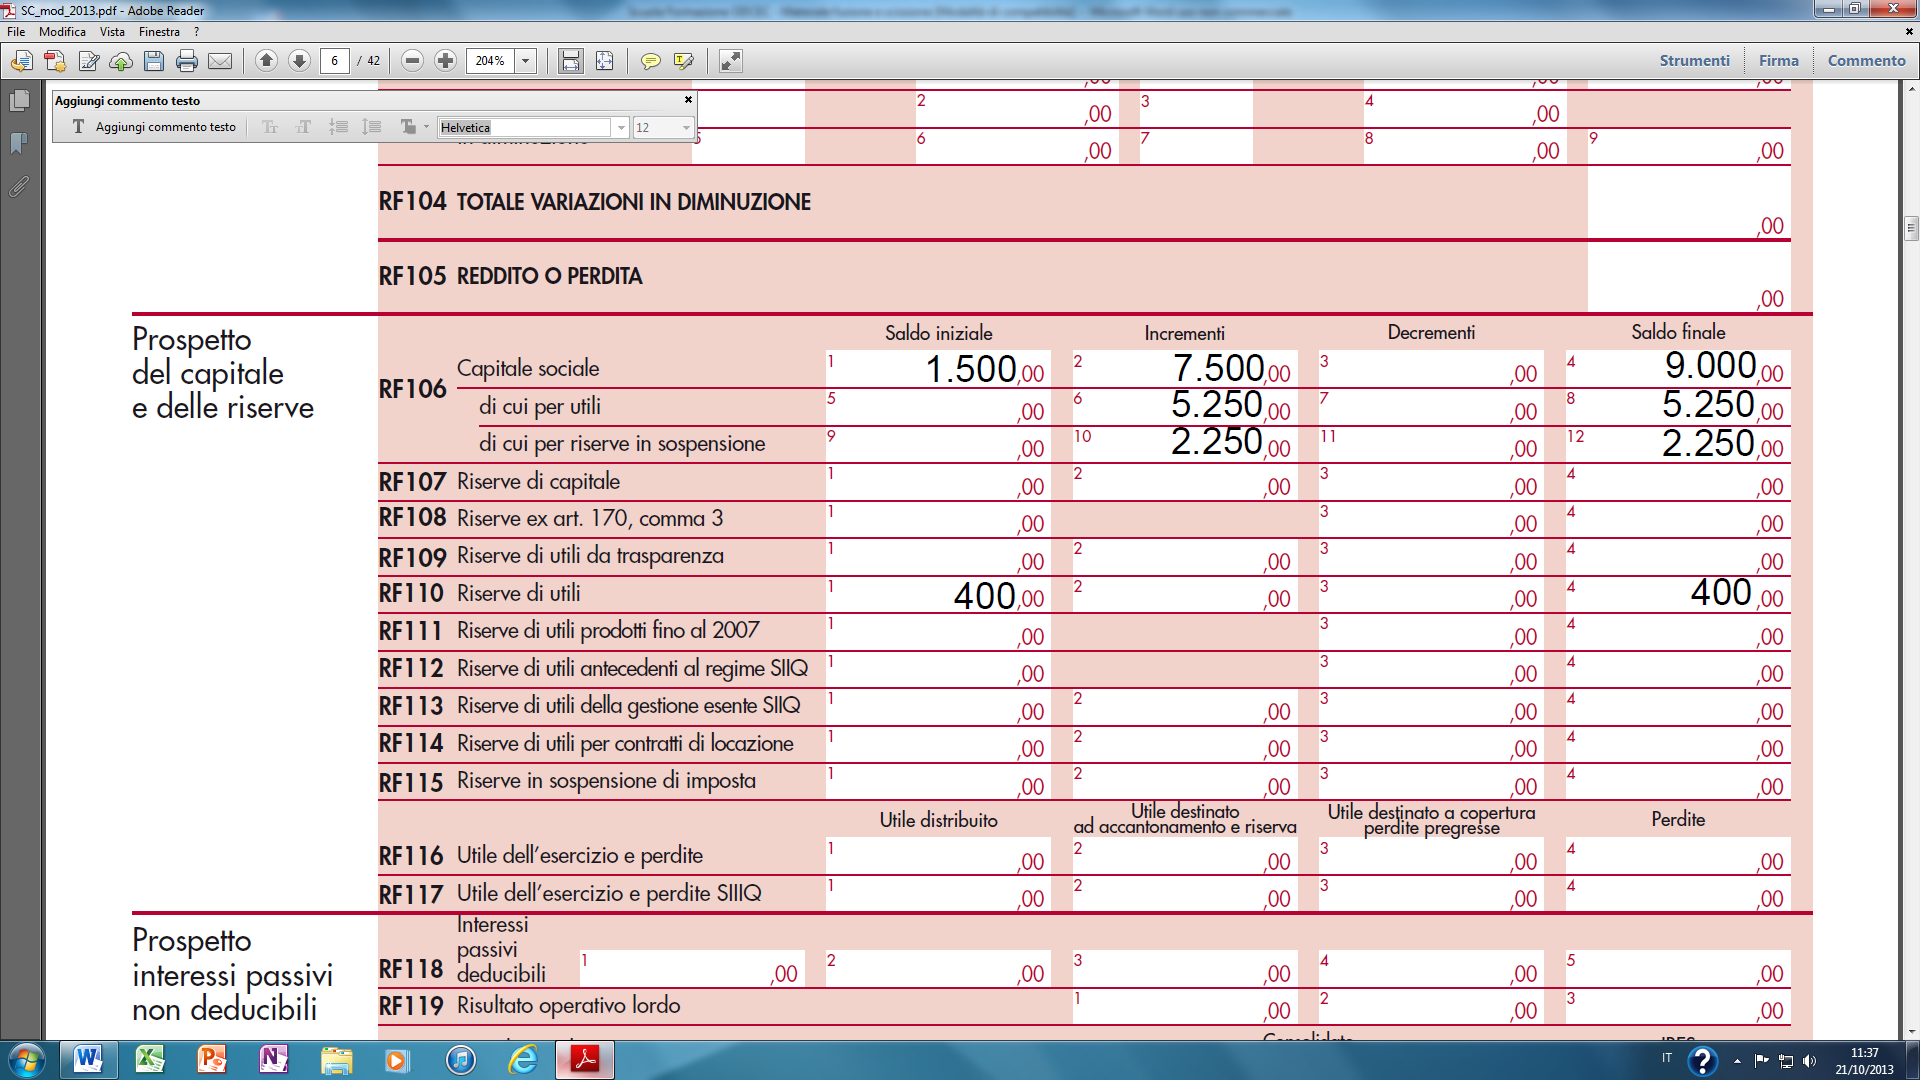 SC_mod_2013.pdf - Adobe Reader
File Modifica Vista Finestra ?
6 / 42 204% Strumenti Firma Commento
Aggiungi commento testo
T Aggiungi commento testo Helvetica 12
2 ,00 3 4 ,00
5 6 ,00 7 8 ,00 9 ,00
RF104 TOTALE VARIAZIONI IN DIMINUZIONE ,00
RF105 REDDITO O PERDITA ,00
Prospetto
del capitale
e delle riserve
Saldo iniziale Incrementi Decrementi Saldo finale
RF106 Capitale sociale 1 1.500,00 2 7.500,00 3 ,00 4 9.000,00
di cui per utili 5 ,00 6 5.250,00 7 ,00 8 5.250,00
di cui per riserve in sospensione 9 ,00 10 2.250,00 11 ,00 12 2.250,00
RF107 Riserve di capitale 1 ,00 2 ,00 3 ,00 4 ,00
RF108 Riserve ex art. 170, comma 3 1 ,00 3 ,00 4 ,00
RF109 Riserve di utili da trasparenza 1 ,00 2 ,00 3 ,00 4 ,00
RF110 Riserve di utili 1 400,00 2 ,00 3 ,00 4 400,00
RF111 Riserve di utili prodotti fino al 2007 1 ,00 3 ,00 4 ,00
RF112 Riserve di utili antecedenti al regime SIIQ 1 ,00 3 ,00 4 ,00
RF113 Riserve di utili della gestione esente SIIQ 1 ,00 2 ,00 3 ,00 4 ,00
RF114 Riserve di utili per contratti di locazione 1 ,00 2 ,00 3 ,00 4 ,00
RF115 Riserve in sospensione di imposta 1 ,00 2 ,00 3 ,00 4 ,00
Utile distribuito Utile destinato ad accantonamento e riserva Utile destinato a copertura perdite pregresse Perdite
RF116 Utile dell'esercizio e perdite 1 ,00 2 ,00 3 ,00 4 ,00
RF117 Utile dell'esercizio e perdite SIIIQ 1 ,00 2 ,00 3 ,00 4 ,00
Prospetto
interessi passivi
non deducibili
RF118 Interessi passivi deducibili 1 ,00 2 ,00 3 ,00 4 ,00 5 ,00
RF119 Risultato operativo lordo 1 ,00 2 ,00 3 ,00
IT 11:37
21/10/2013